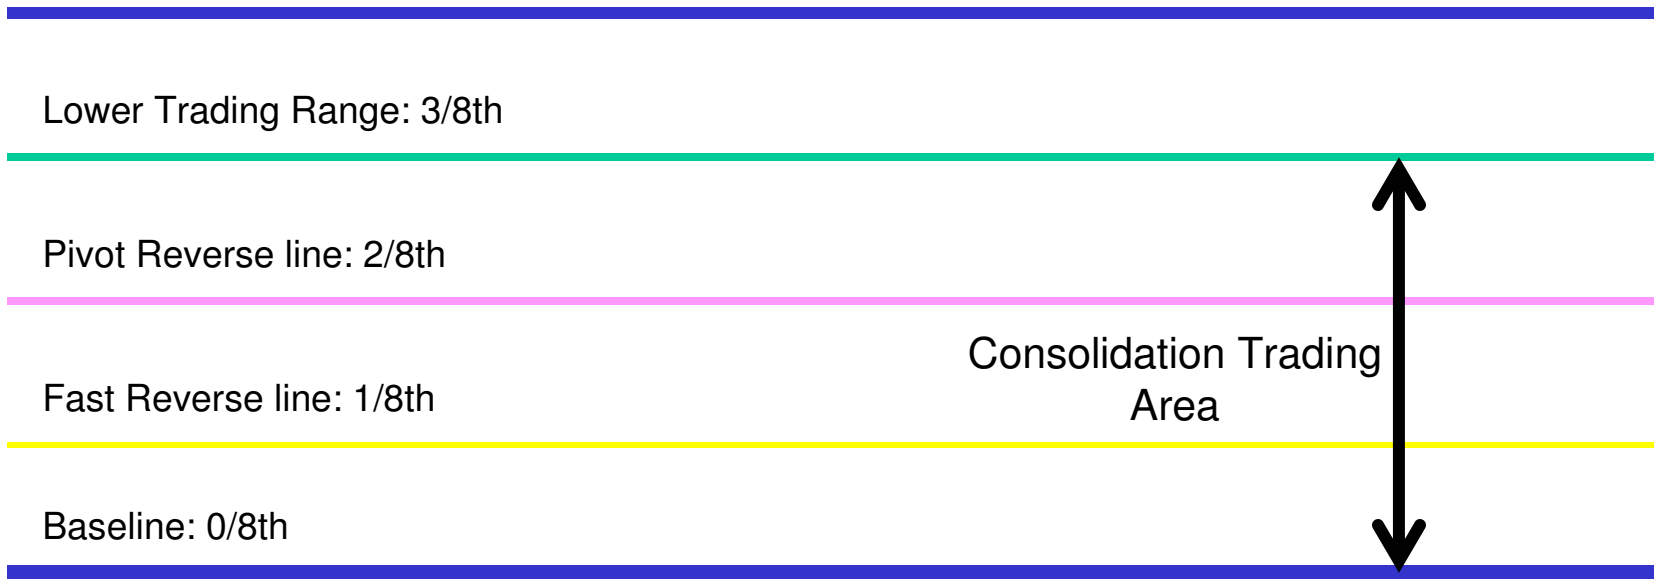 Lower Trading Range: 3/8th
Pivot Reverse line: 2/8th
Consolidation Trading
Area
Fast Reverse line: 1/8th
Baseline: 0/8th